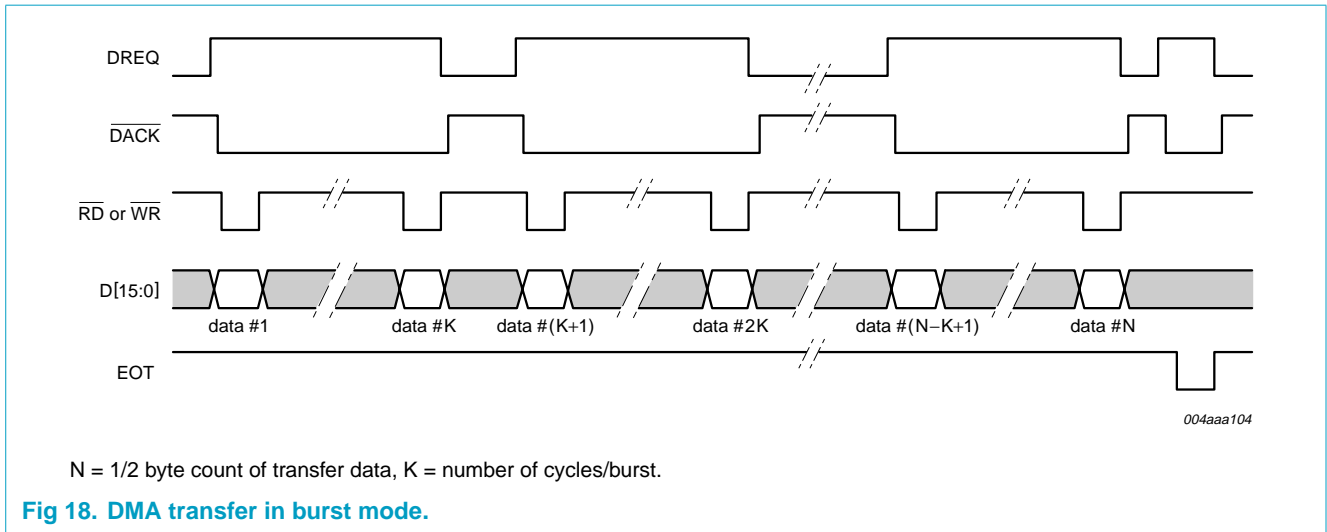 DREQ
DACK
RD or WR
D[15:0]
data #1 data #K data #(K+1) data #2K data #(N−K+1) data #N
EOT
004aaa104
N = 1/2 byte count of transfer data, K = number of cycles/burst.
Fig 18. DMA transfer in burst mode.